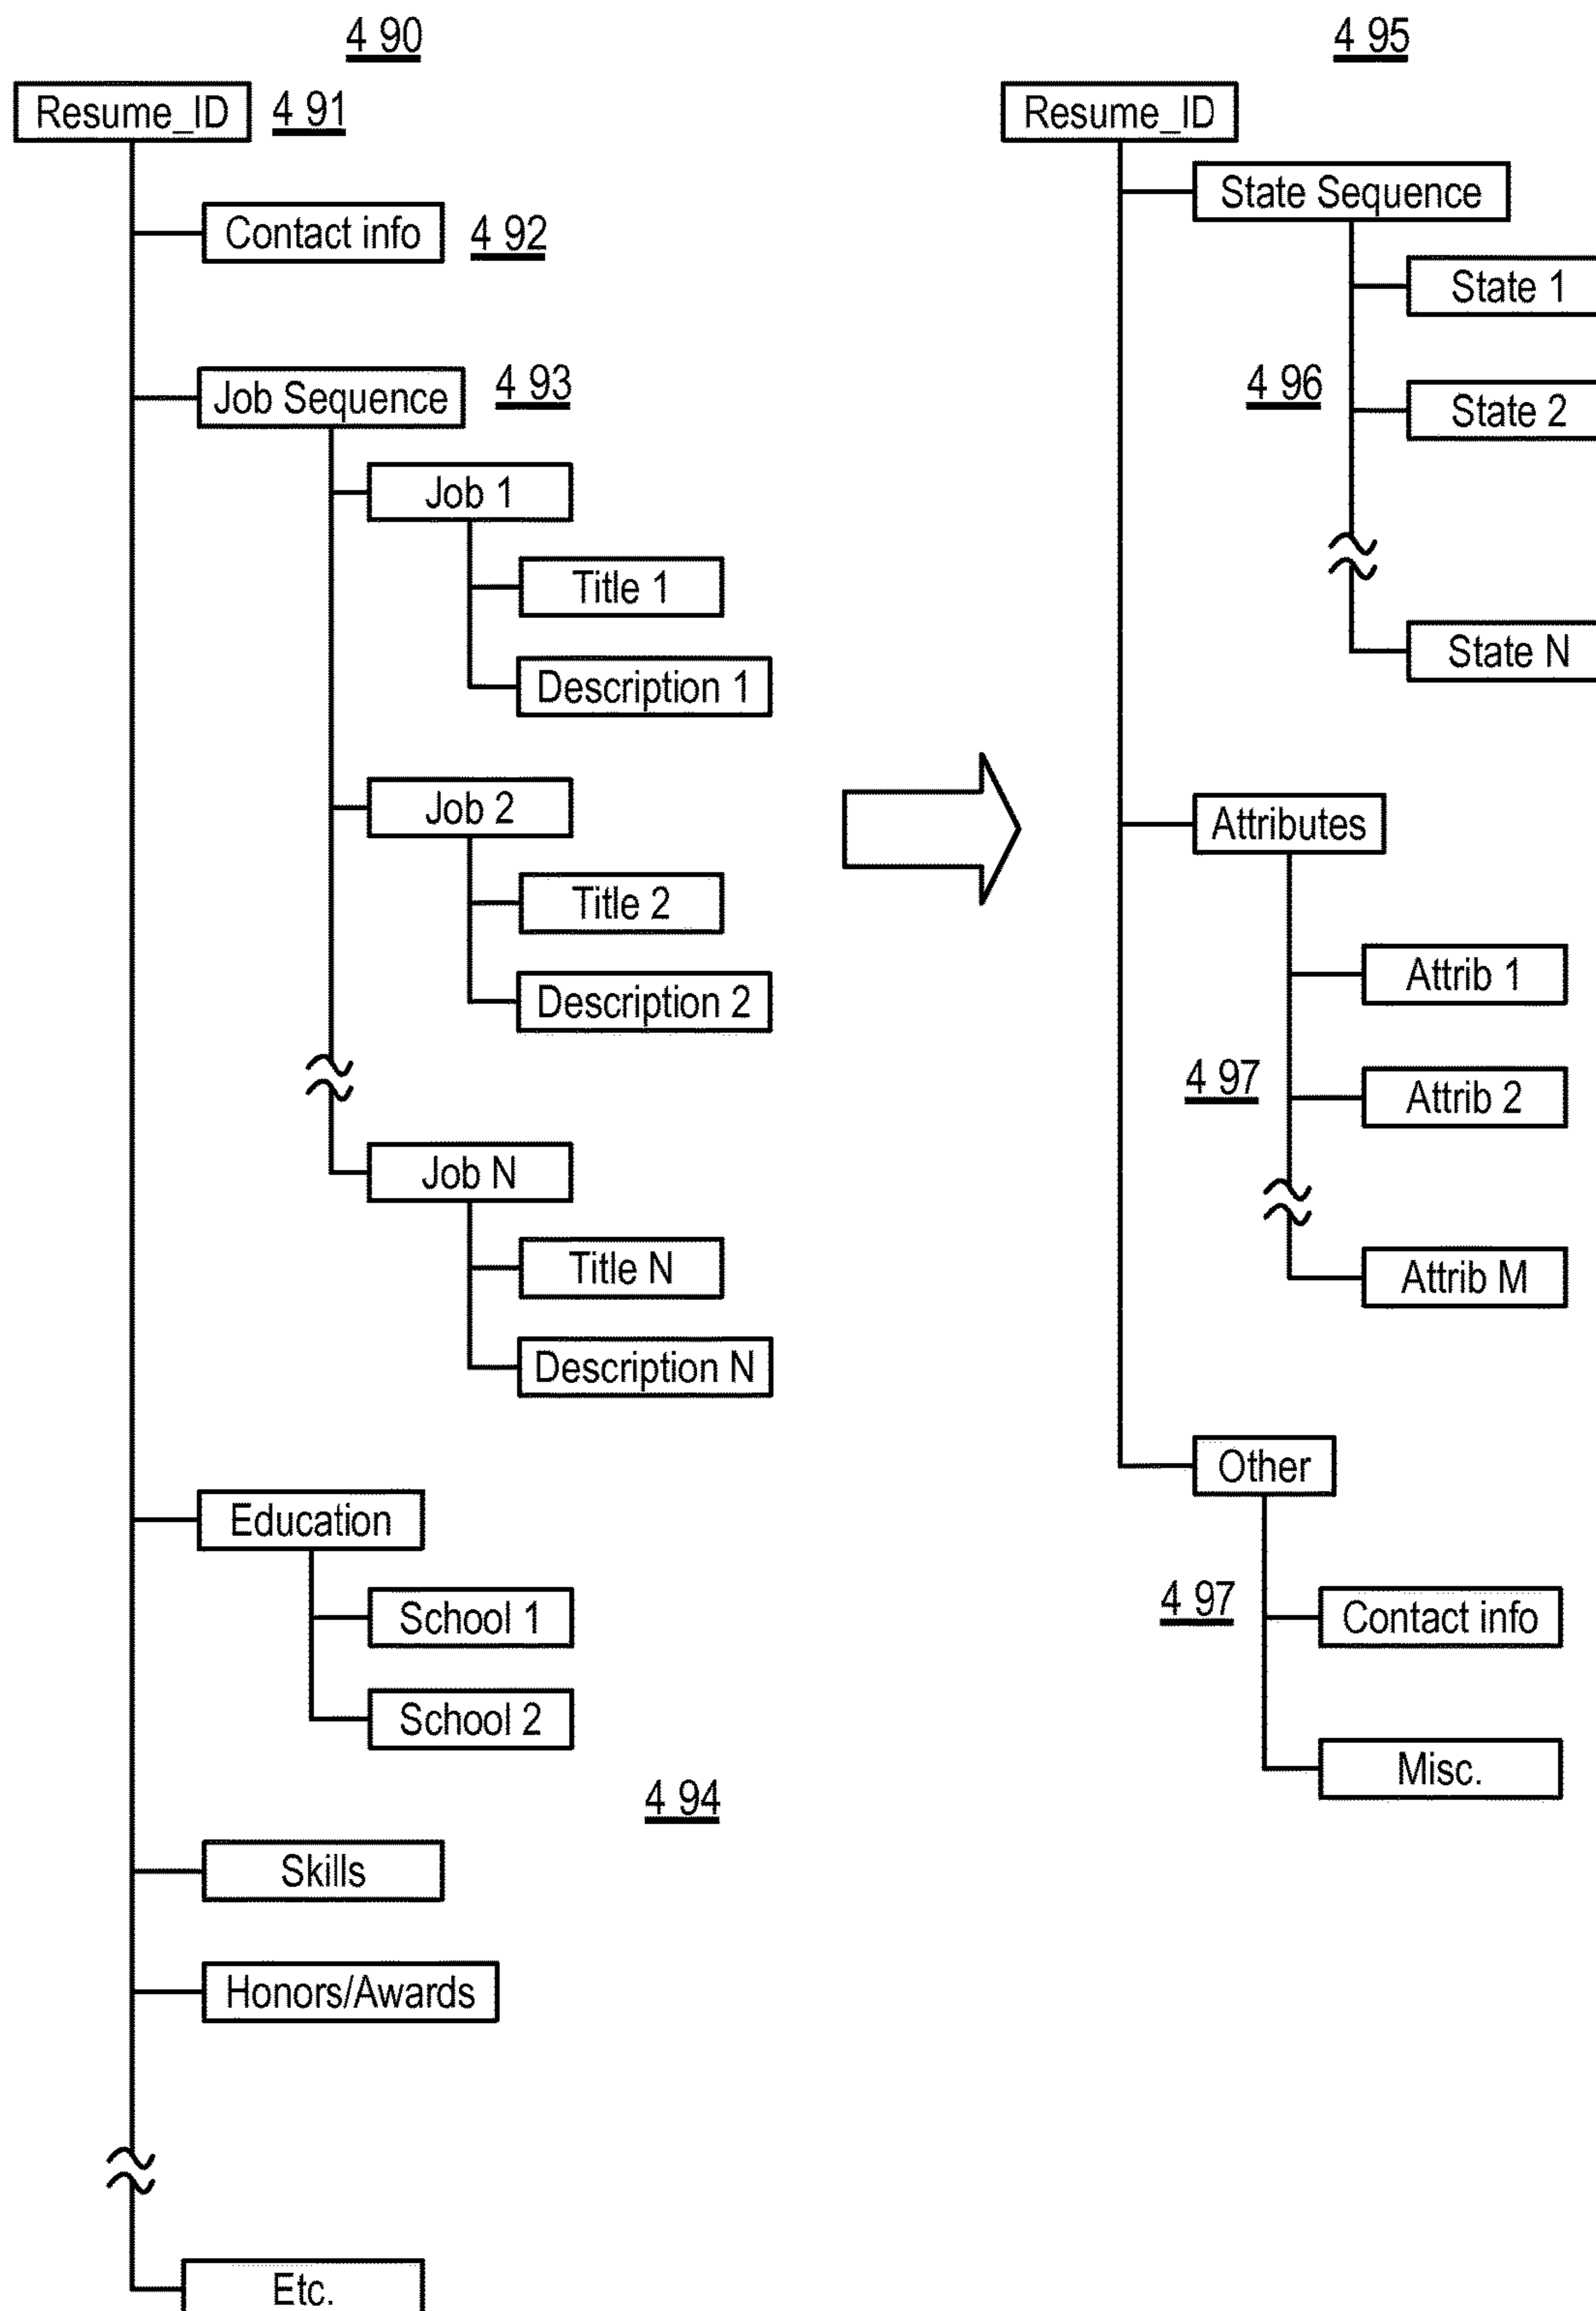 4 90
Resume_ID
4 91
Contact info
4 92
Job Sequence
4 93
Job 1
Title 1
Description 1
Job 2
Title 2
Description 2
Job N
Title N
Description N
Education
School 1
School 2
4 94
Skills
Honors/Awards
Etc.
4 95
Resume_ID
State Sequence
State 1
4 96
State 2
State N
Attributes
Attrib 1
4 97
Attrib 2
Attrib M
Other
4 97
Contact info
Misc.